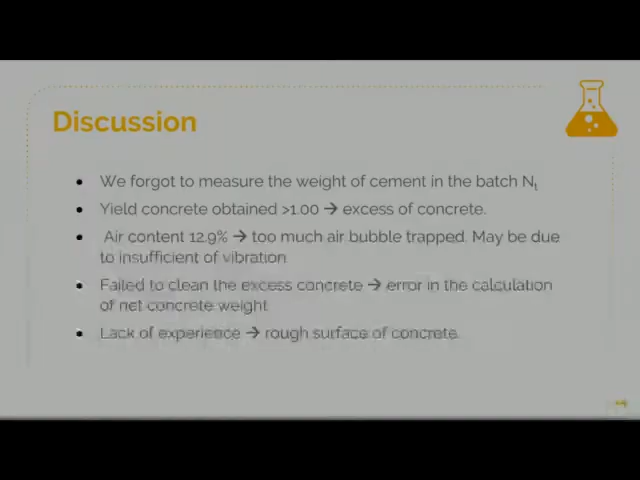 Discussion
• We forgot to measure the weight of cement in the batch Nt
• Yield concrete obtained >1.00 → excess of concrete.
• Air content 12.9% → too much air bubble trapped. May be due
to insufficient of vibration
• Failed to clean the excess concrete → error in the calculation
of net concrete weight
• Lack of experience → rough surface of concrete.